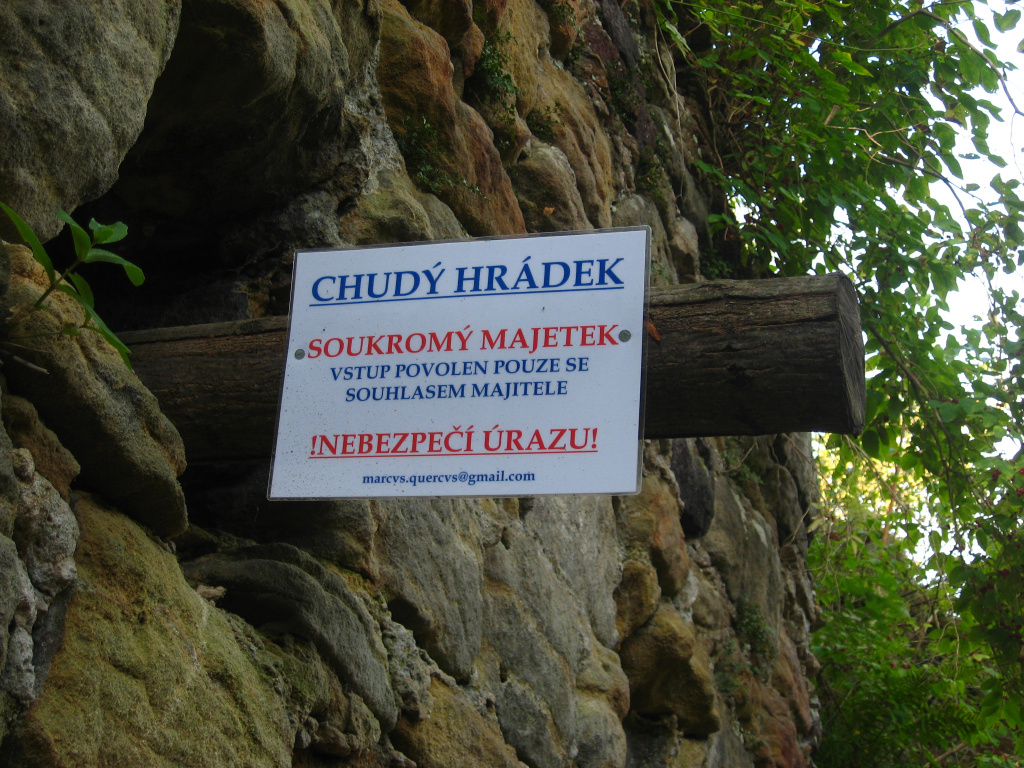 CHUDÝ HRÁDEK
SOUKROMÝ MAJETEK
VSTUP POVOLEN POUZE SE
SOUHLASEM MAJITELE
!NEBEZPEČÍ ÚRAZU!
marcvs.quercvs@gmail.com